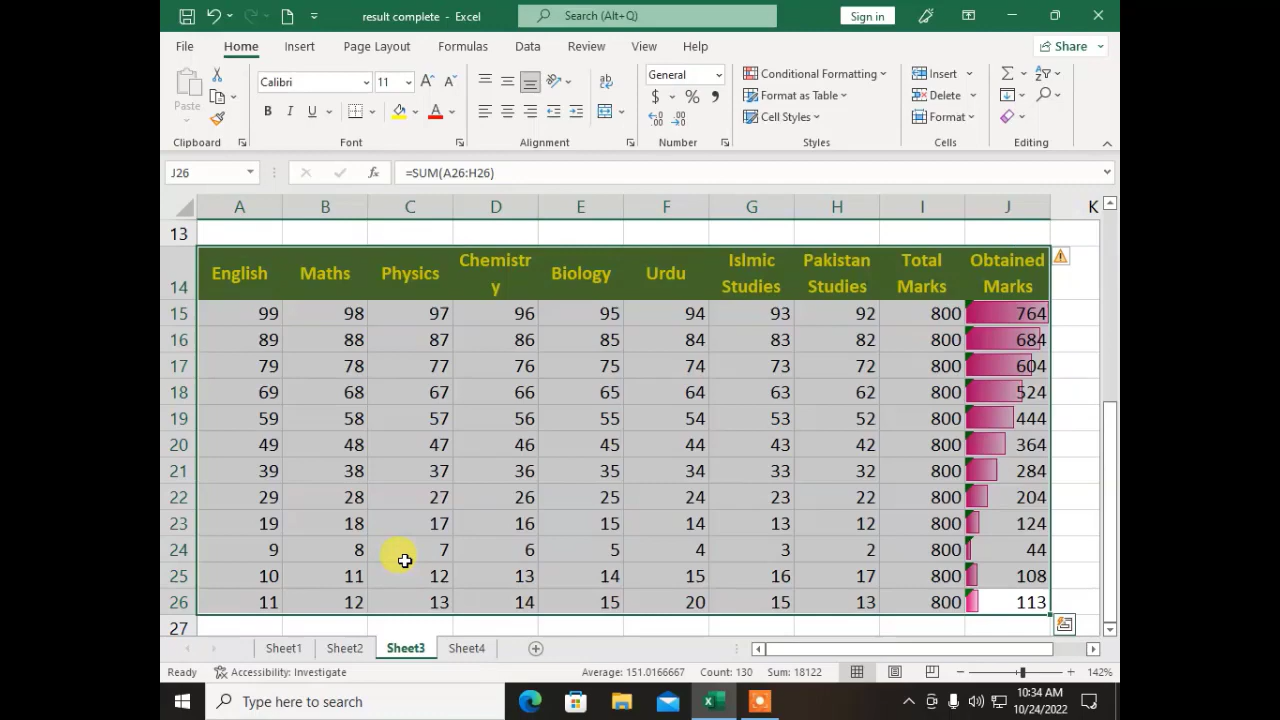 result complete - Excel
Search (Alt+Q)
Sign in
File Home Insert Page Layout Formulas Data Review View Help Share
Paste
Calibri 11 A A
B I U A
ab
General
$ % ,
Conditional Formatting
Format as Table
Cell Styles
Insert
Delete
Format
Clipboard Font Alignment Number Styles Cells Editing
J26 fx =SUM(A26:H26)
A B C D E F G H I J K
13
14 English Maths Physics Chemistr y Biology Urdu Islmic Studies Pakistan Studies Total Marks Obtained Marks
15 99 98 97 96 95 94 93 92 800 764
16 89 88 87 86 85 84 83 82 800 684
17 79 78 77 76 75 74 73 72 800 604
18 69 68 67 66 65 64 63 62 800 524
19 59 58 57 56 55 54 53 52 800 444
20 49 48 47 46 45 44 43 42 800 364
21 39 38 37 36 35 34 33 32 800 284
22 29 28 27 26 25 24 23 22 800 204
23 19 18 17 16 15 14 13 12 800 124
24 9 8 7 6 5 4 3 2 800 44
25 10 11 12 13 14 15 16 17 800 108
26 11 12 13 14 15 20 15 13 800 113
27
Sheet1 Sheet2 Sheet3 Sheet4
Ready Accessibility: Investigate Average: 151.0166667 Count: 130 Sum: 18122 142%
Type here to search
10:34 AM
10/24/2022